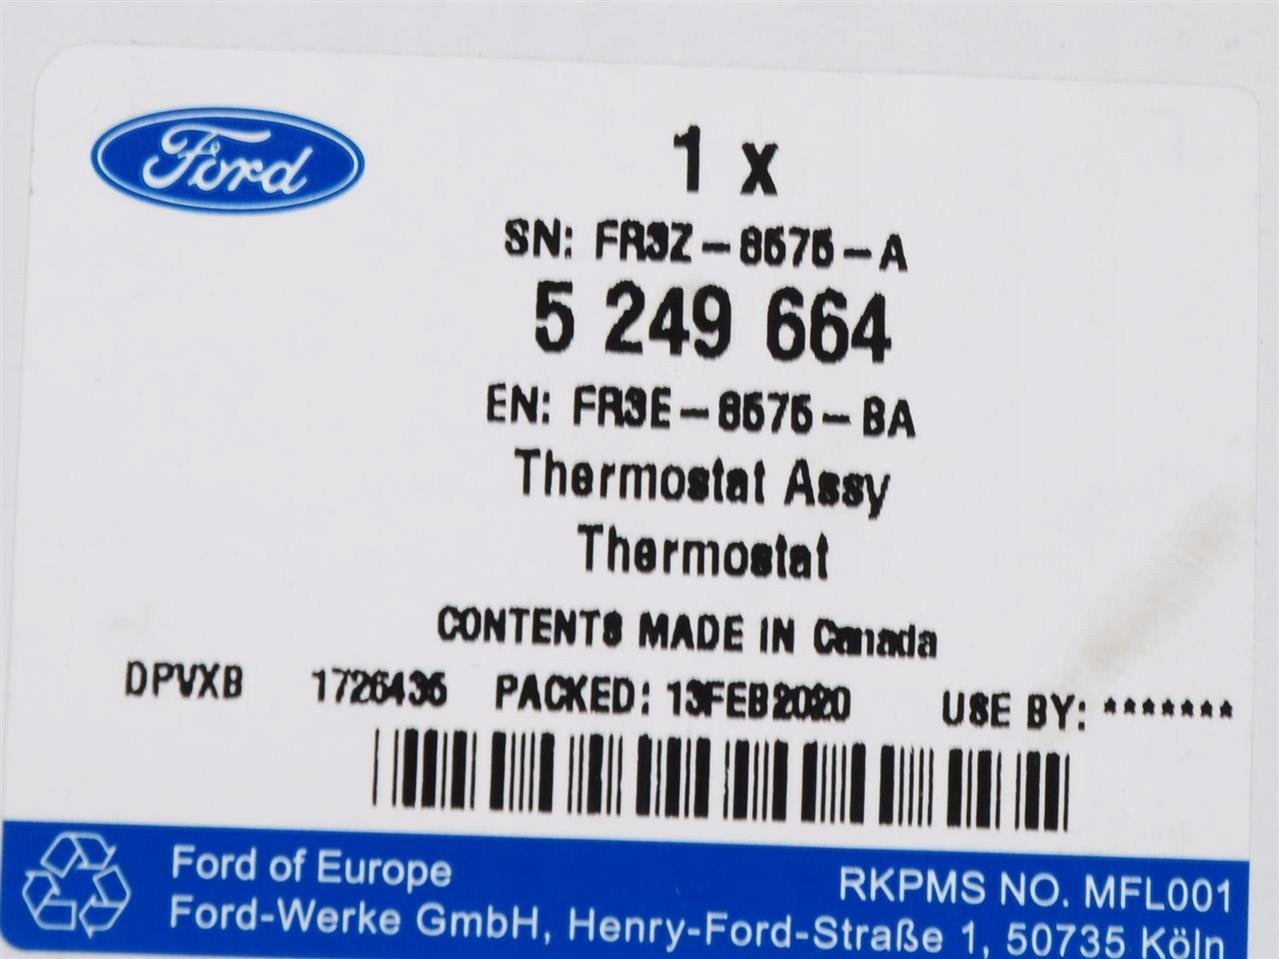 Ford
1 x
SN: FR3Z-8575-A
5 249 664
EN: FR3E-8575-BA
Thermostat Assy
Thermostat
CONTENTS MADE IN Canada
DPVXB 1726436 PACKED: 13FEB2020 USE BY: *******
Ford of Europe RKPMS NO. MFL001
Ford-Werke GmbH, Henry-Ford-Straße 1, 50735 Köln